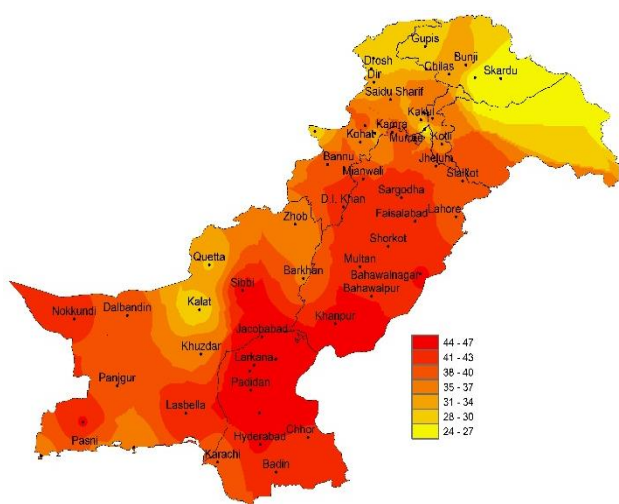 Gupis
Drosh
Bunji
Chilas
Skardu
Dir
Saidu Sharif
Kakul
Kamra
Kohat
Kotli
Bannu
Jhelum
Mianwali
Sialkot
Sargodha
D.I. Khan
Lahore
Faisalabad
Zhob
Shorkot
Quetta
Multan
Barkhan
Bahawalnagar
Sibbi
Bahawalpur
Kalat
Nokkundi
Dalbandin
Khanpur
Jacobabad
44 - 47
41 - 43
Khuzdar
Larkana
38 - 40
35 - 37
Panjgur
31 - 34
Padidan
28 - 30
24 - 27
Lasbella
Pasni
Hyderabad
Chhor
Karachi
Badin